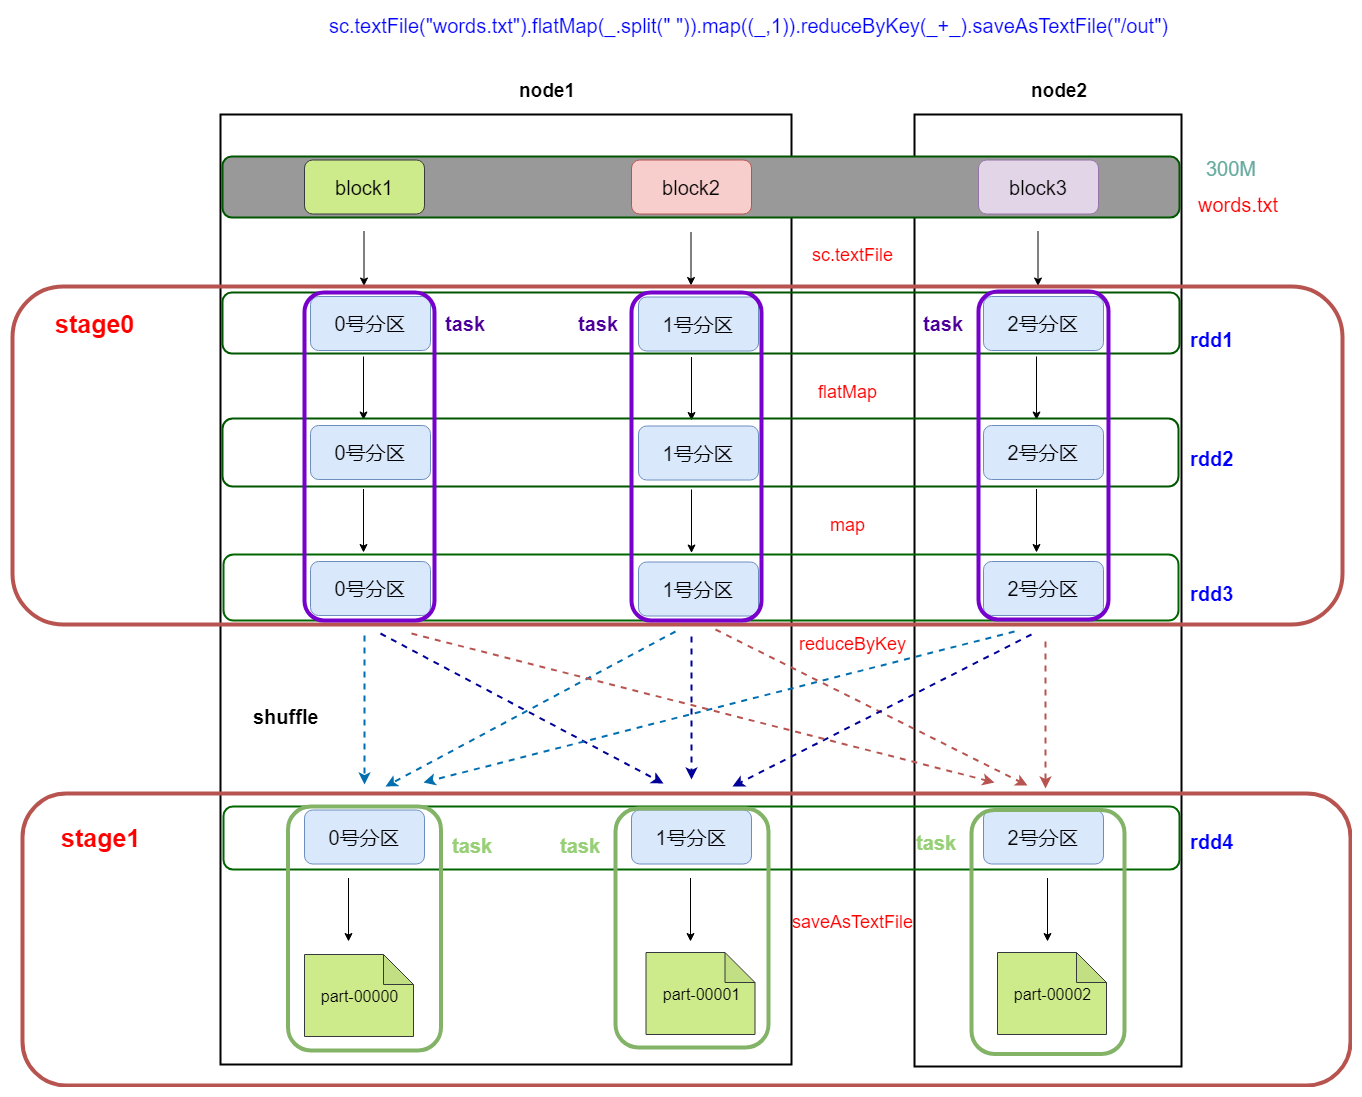 sc.textFile("words.txt").flatMap(_.split(" ")).map((_,1)).reduceByKey(_+_).saveAsTextFile("/out")
node1
node2
block1
block2
block3
300M
words.txt
sc.textFile
stage0
0号分区
task
task
1号分区
task
2号分区
rdd1
flatMap
0号分区
1号分区
2号分区
rdd2
map
0号分区
1号分区
2号分区
rdd3
reduceByKey
shuffle
stage1
0号分区
task
task
1号分区
task
2号分区
rdd4
saveAsTextFile
part-00000
part-00001
part-00002